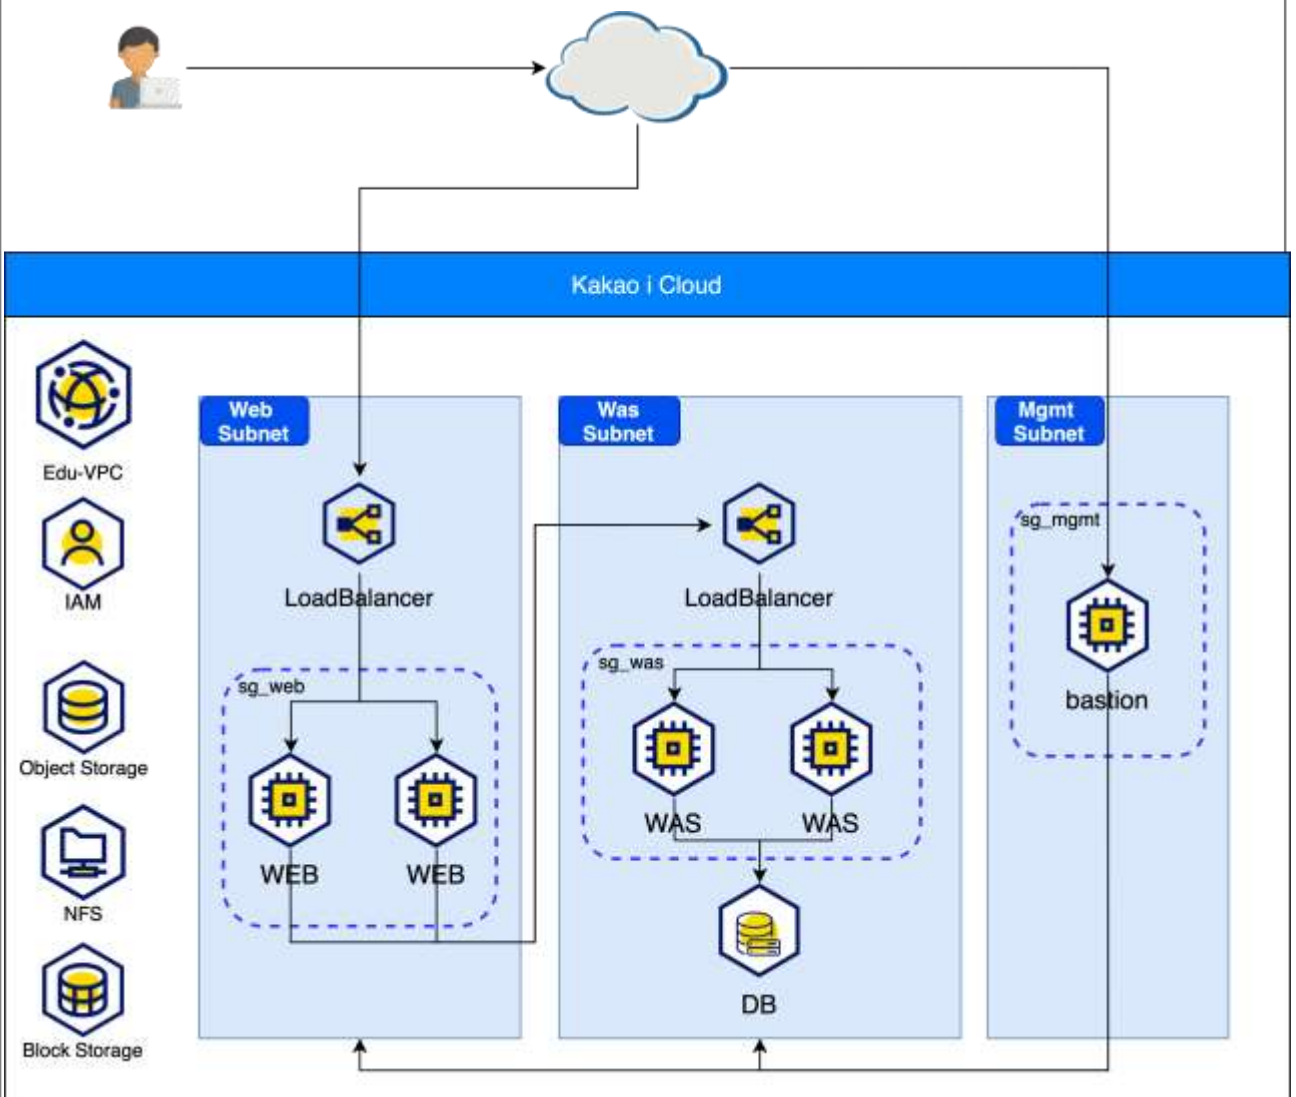 Kakao i Cloud
Edu-VPC
IAM
Object Storage
NFS
Block Storage
Web
Subnet
LoadBalancer
sg_web
WEB
WEB
Was
Subnet
LoadBalancer
sg_was
WAS
WAS
DB
Mgmt
Subnet
sg_mgmt
bastion